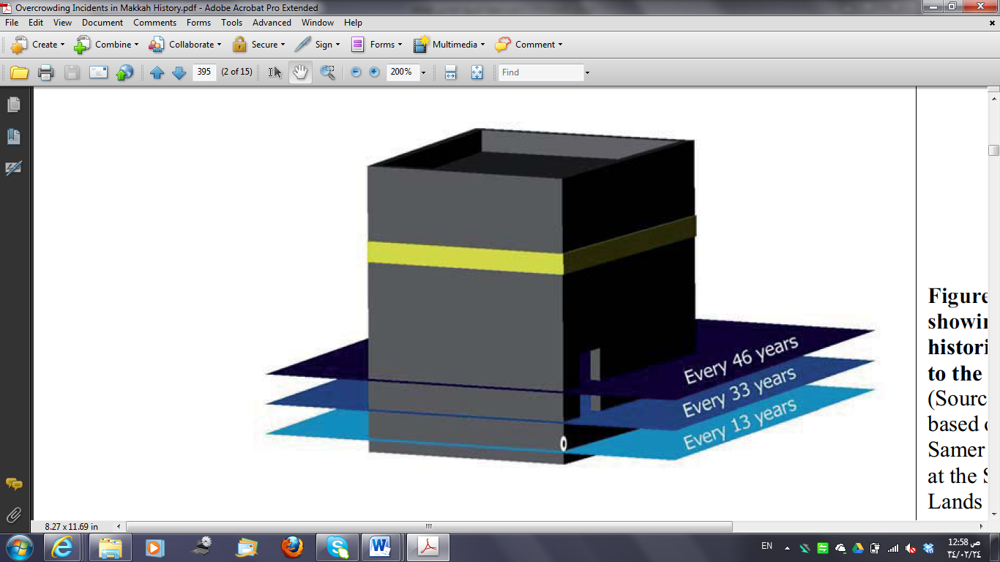 Overcrowding Incidents in Makkah History.pdf - Adobe Acrobat Pro Extended
File Edit View Document Comments Forms Tools Advanced Window Help
Create Combine Collaborate Secure Sign Forms Multimedia Comment
395 (2 of 15) 200% Find
Every 46 years
Every 33 years
Every 13 years
Figure
showin
histori
to the
(Sourc
based
Samer
at the S
Lands
8.27 x 11.69 in
EN
12:58 ص
٣٤/٠٢/٢٤